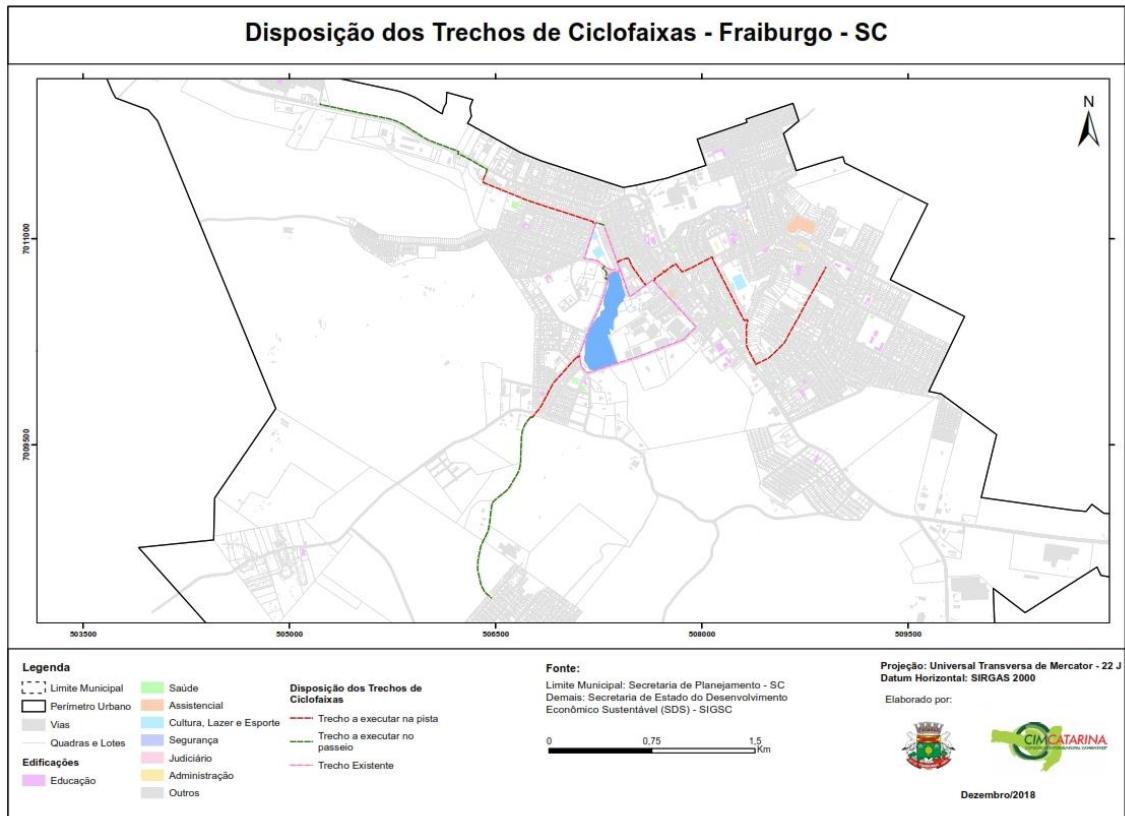 Disposição dos Trechos de Ciclofaixas - Fraiburgo - SC
N
7011000
7009500
503500
505000
506500
508000
509500
Legenda
Limite Municipal
Perímetro Urbano
Vias
Quadras e Lotes
Edificações
Educação
Saúde
Assistencial
Cultura, Lazer e Esporte
Segurança
Judiciário
Administração
Outros
Disposição dos Trechos de
Ciclofaixas
Trecho a executar na pista
Trecho a executar no
passeio
Trecho Existente
Fonte:
Limite Municipal: Secretaria de Planejamento - SC
Demais: Secretaria de Estado do Desenvolvimento
Econômico Sustentável (SDS) - SIGSC
0
0,75
1,5
Km
Projeção: Universal Transversa de Mercator - 22 J
Datum Horizontal: SIRGAS 2000
Elaborado por:
CIMCATARINA
Dezembro/2018